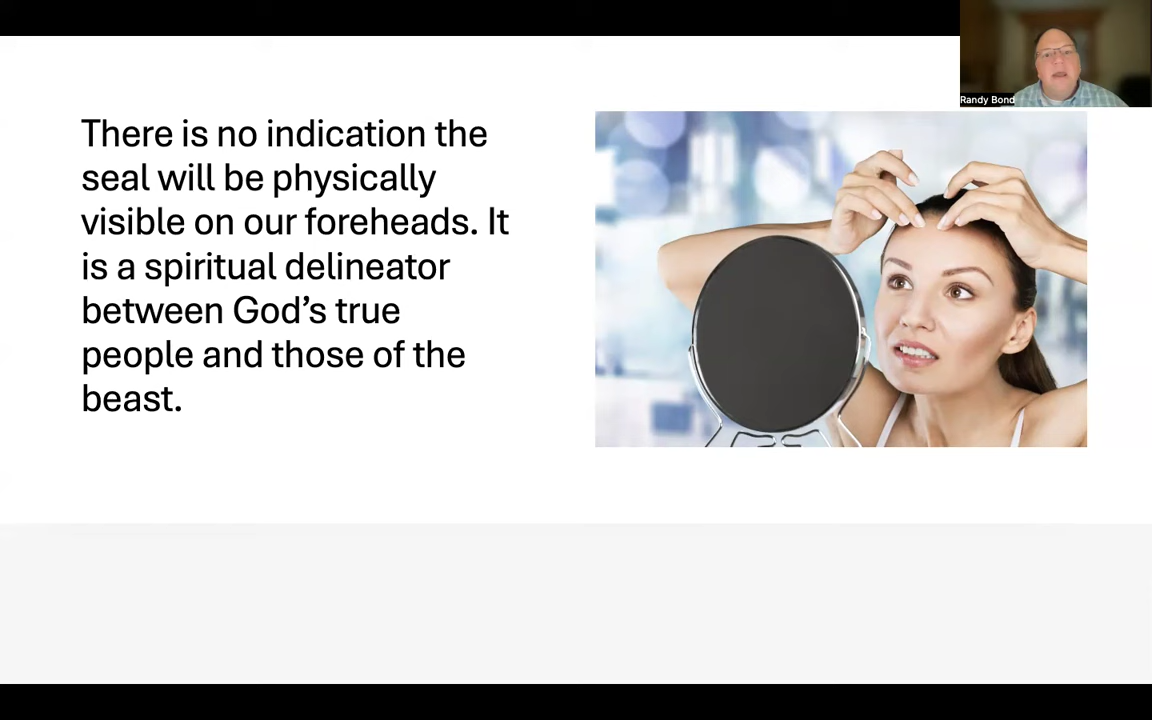 There is no indication the
seal will be physically
visible on our foreheads. It
is a spiritual delineator
between God’s true
people and those of the
beast.
Randy Bond